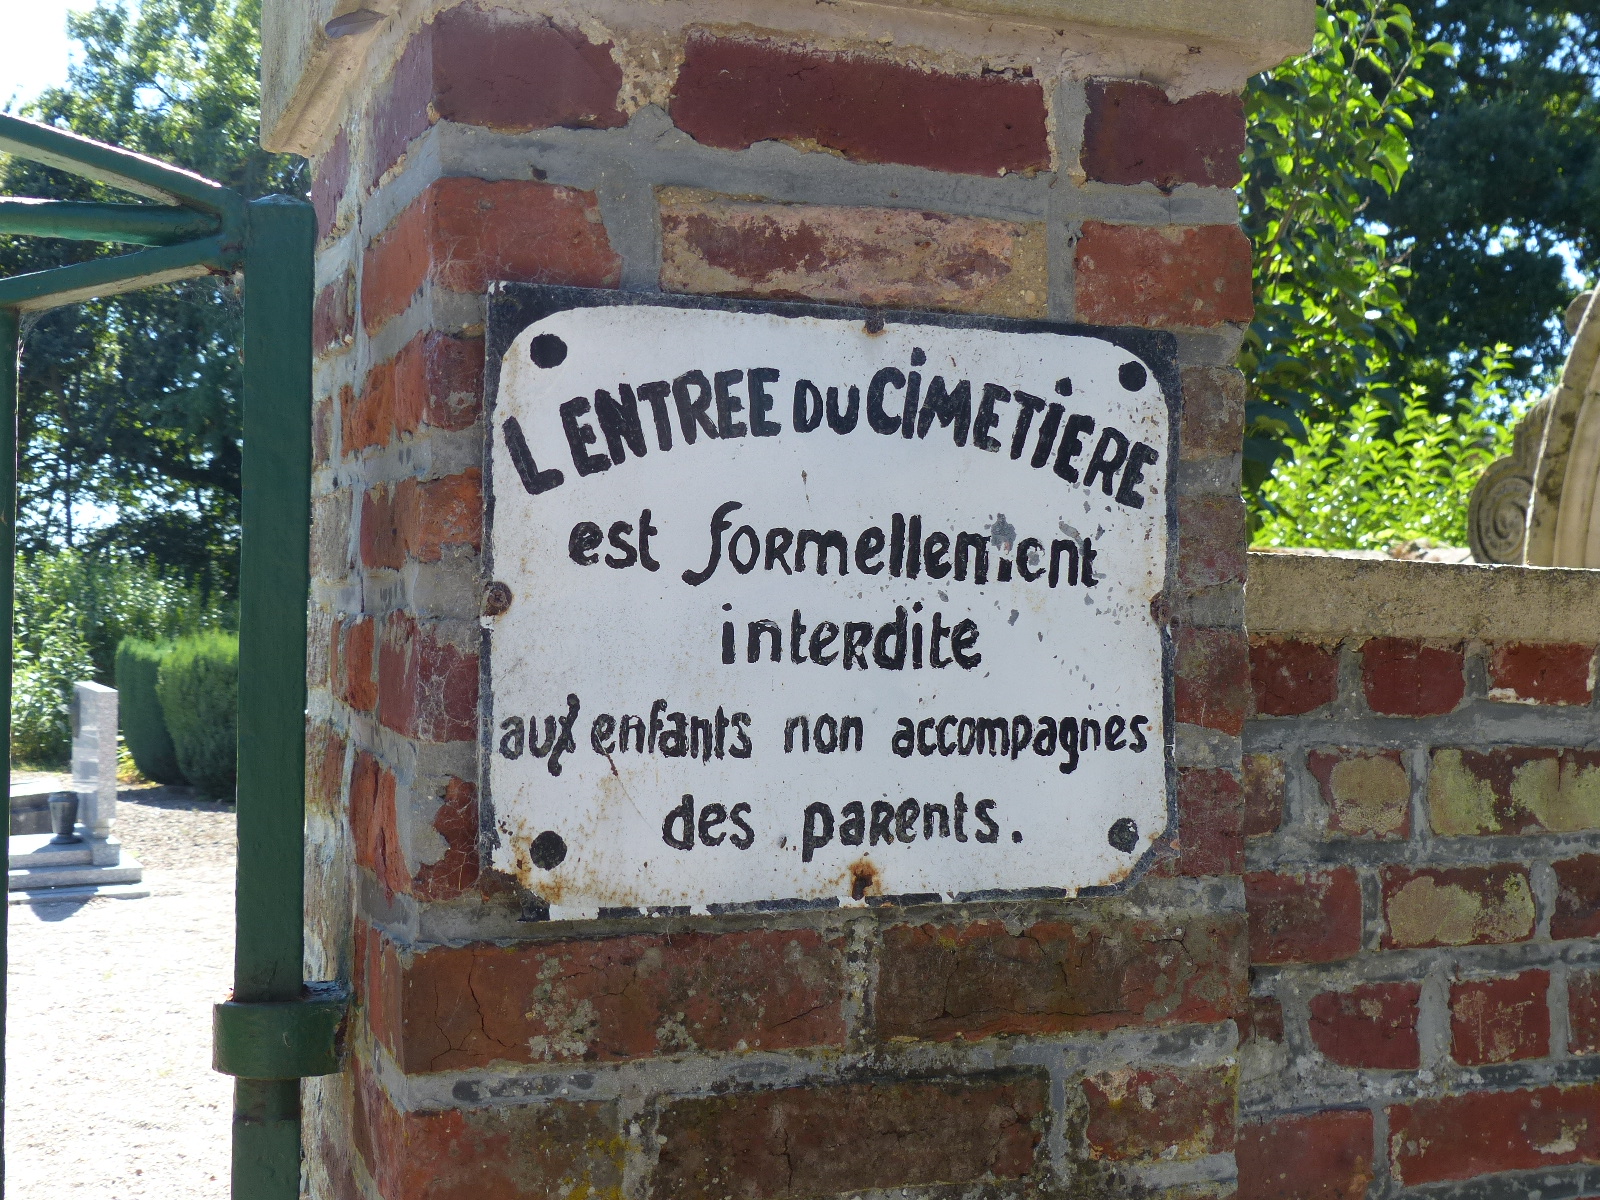 L ENTREE DU CIMETIERE
est formellement
interdite
aux enfants non accompagnes
des parents.